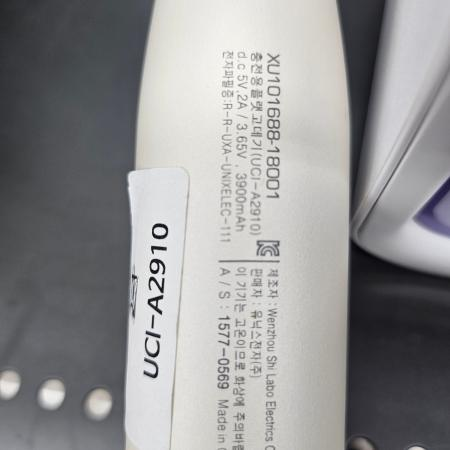 XU101688-18001
충전용 플랫 고데기(UCI-A2910)
d.c 5V,2A / 3.65V , 3900mAh
전자파필증:R-R-UXA-UNIXELEC-111
제조자 : Wenzhou Shi Labo Electrics
판매자 : 유닉스전자(주)
이 기기는 고온이므로 화상에 주의바람
A / S : 1577-0569 Made in
UCI-A2910